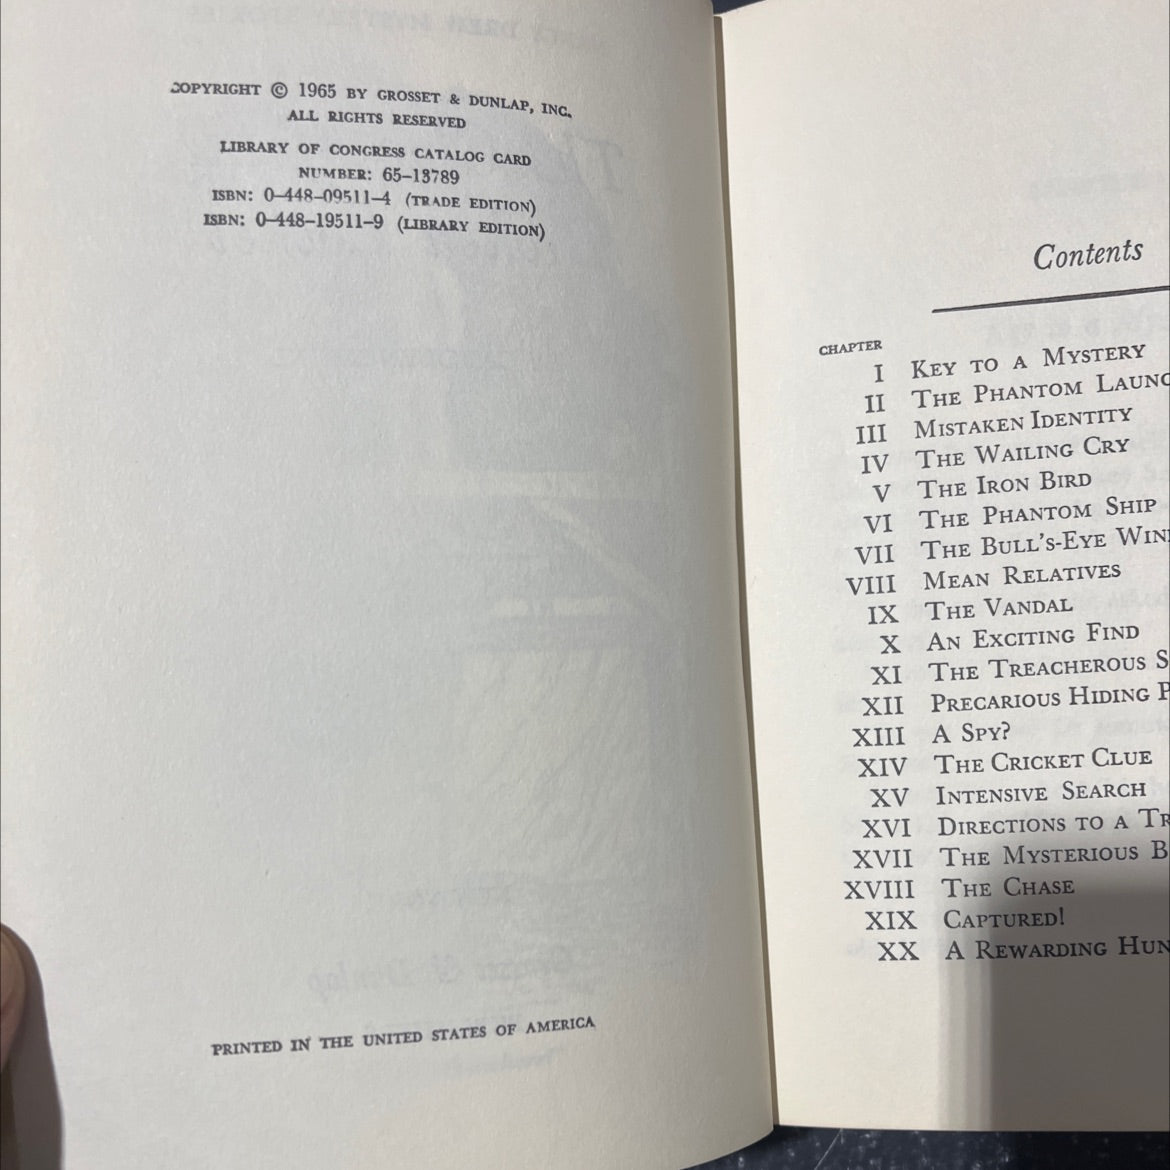 COPYRIGHT © 1965 BY GROSSET & DUNLAP, INC.
ALL RIGHTS RESERVED
LIBRARY OF CONGRESS CATALOG CARD
NUMBER: 65-13789
ISBN: 0-448-09511-4 (TRADE EDITION)
ISBN: 0-448-19511-9 (LIBRARY EDITION)
PRINTED IN THE UNITED STATES OF AMERICA
Contents
CHAPTER
I KEY TO A MYSTERY
II THE PHANTOM LAUNC
III MISTAKEN IDENTITY
IV THE WAILING CRY
V THE IRON BIRD
VI THE PHANTOM SHIP
VII THE BULL'S-EYE WIN
VIII MEAN RELATIVES
IX THE VANDAL
X AN EXCITING FIND
XI THE TREACHEROUS S
XII PRECARIOUS HIDING P
XIII A SPY?
XIV THE CRICKET CLUE
XV INTENSIVE SEARCH
XVI DIRECTIONS TO A TR
XVII THE MYSTERIOUS B
XVIII THE CHASE
XIX CAPTURED!
XX A REWARDING HUN